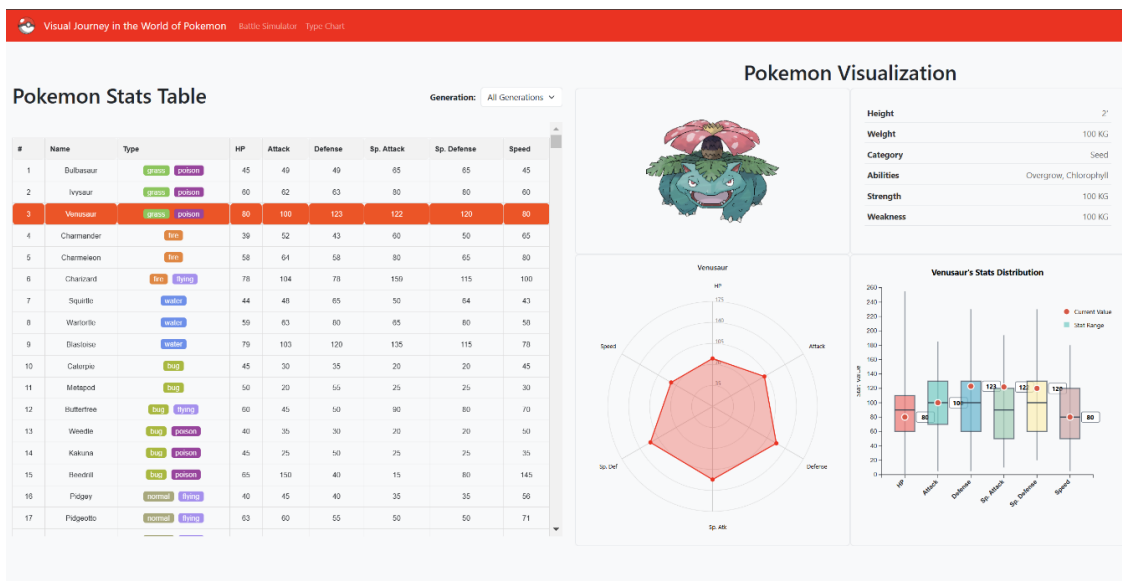 Visual Journey in the World of Pokemon Battle Simulator Type Chart
Pokemon Stats Table
Generation: All Generations
# Name Type HP Attack Defense Sp. Attack Sp. Defense Speed
1 Bulbasaur grass poison 45 49 49 65 65 45
2 Ivysaur grass poison 60 62 63 80 80 60
3 Venusaur grass poison 80 100 123 122 120 80
4 Charmander fire 39 52 43 60 50 65
5 Charmeleon fire 58 64 58 80 65 80
6 Charizard fire flying 78 104 78 159 115 100
7 Squirtle water 44 48 65 50 64 43
8 Wartortle water 59 63 80 65 80 58
9 Blastoise water 79 103 120 135 115 78
10 Caterpie bug 45 30 35 20 20 45
11 Metapod bug 50 20 55 25 25 30
12 Butterfree bug flying 60 45 50 90 80 70
13 Weedle bug poison 40 35 30 20 20 50
14 Kakuna bug poison 45 25 50 25 25 35
15 Beedrill bug poison 65 150 40 15 80 145
16 Pidgey normal flying 40 45 40 35 35 56
17 Pidgeotto normal flying 63 60 55 50 50 71
Pokemon Visualization
Height 2'
Weight 100 KG
Category Seed
Abilities Overgrow, Chlorophyll
Strength 100 KG
Weakness 100 KG
Venusaur
HP
175
140
105
35
Speed
Attack
Sp. Def
Defense
Sp. Atk
Venusaur's Stats Distribution
Current Value
Stat Range
Stat Value
260
240
220
200
180
160
140
120
100
80
60
40
20
0
80
100
123
122
120
80
HP
Attack
Defense
Sp. Attack
Sp. Defense
Speed